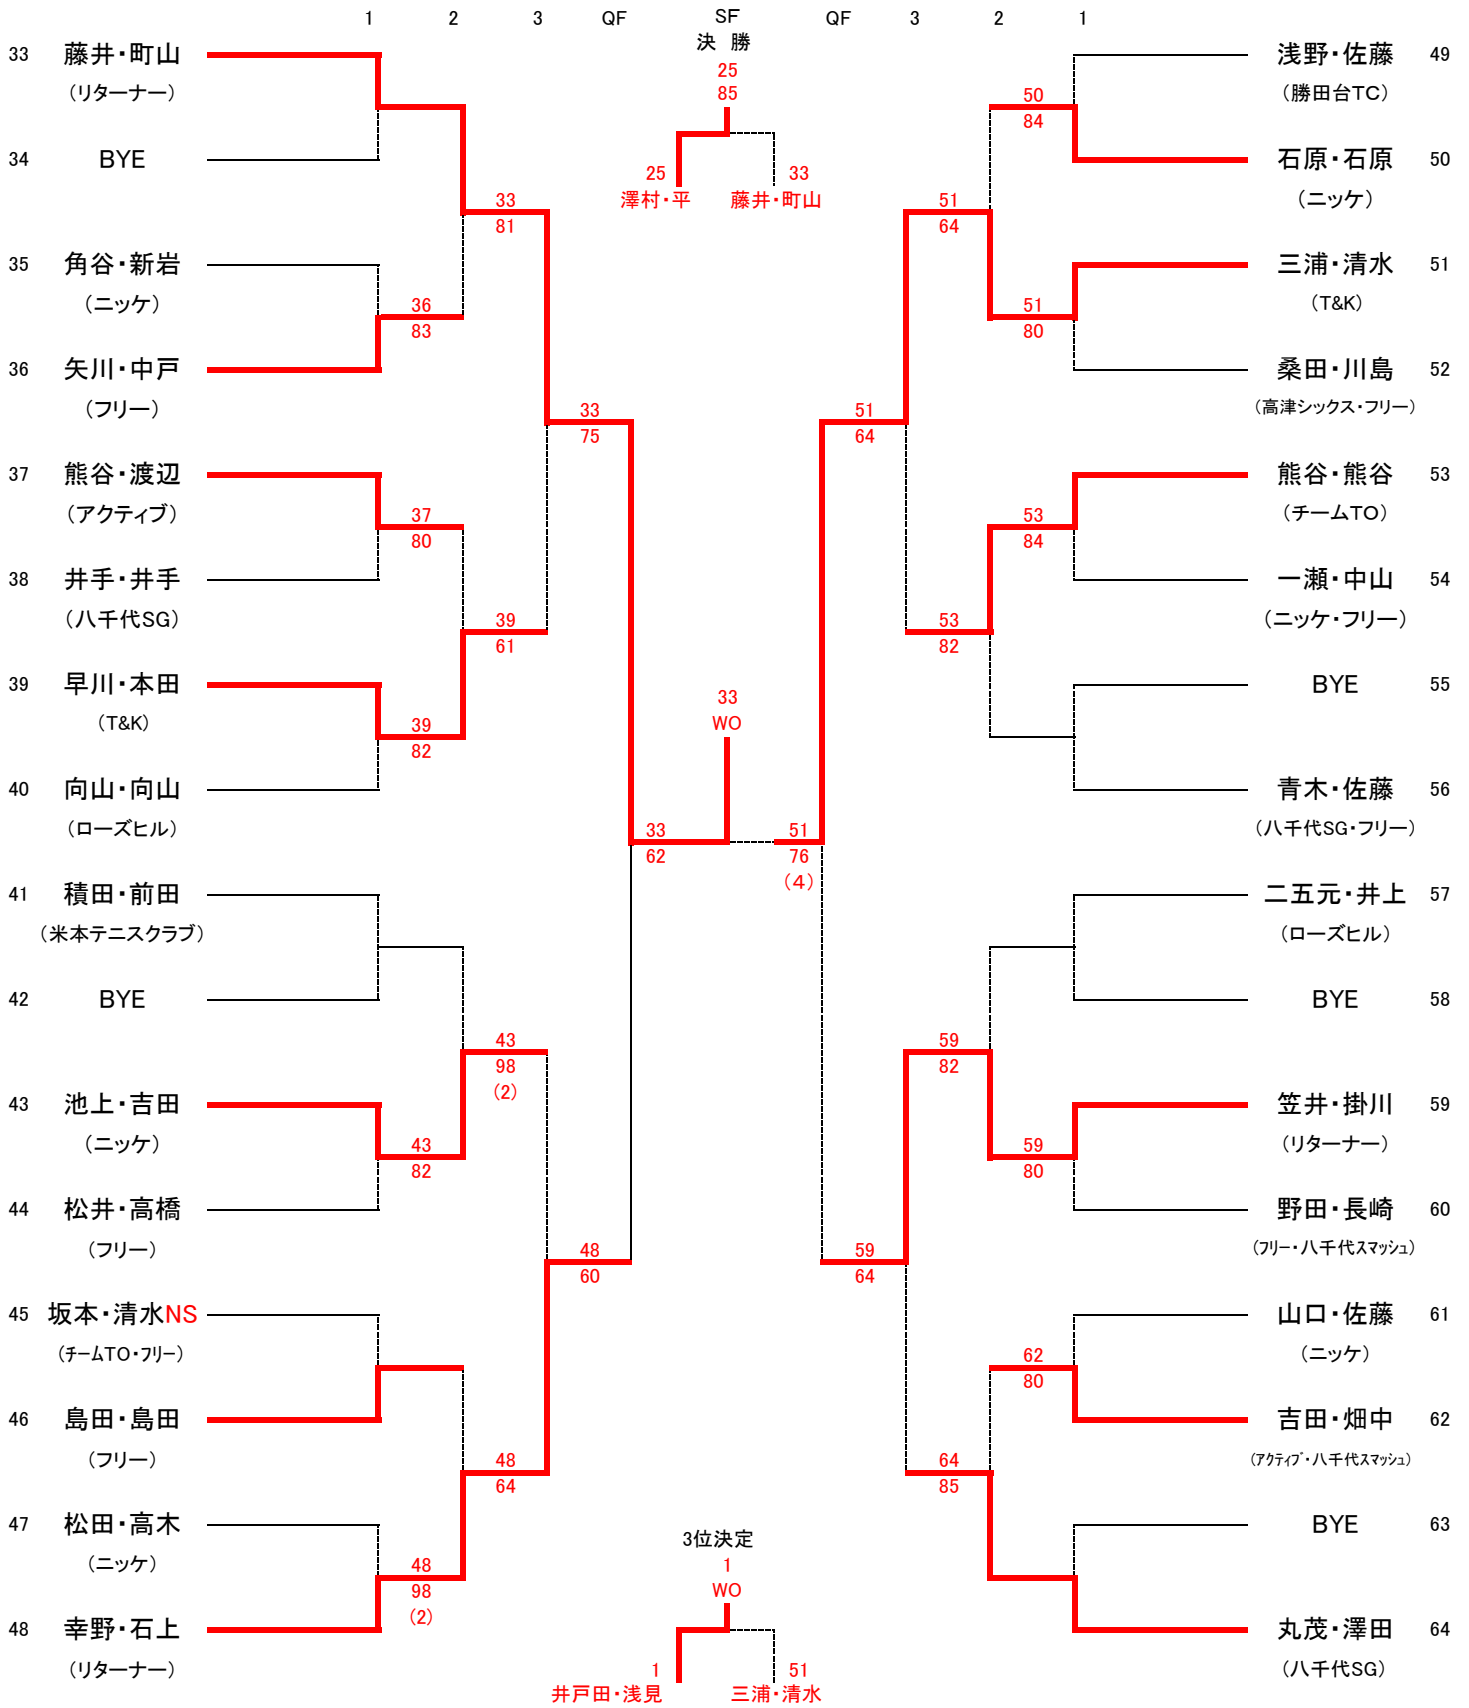 1 2 3 QF SF QF 3 2 1
決 勝
25
85
25 33
澤村・平 藤井・町山
33 藤井・町山
(リターナー)
34 BYE
33
81
35 角谷・新岩
(ニッケ)
36
83
36 矢川・中戸
(フリー)
33
75
37 熊谷・渡辺
(アクティブ)
37
80
38 井手・井手
(八千代SG)
39
61
39 早川・本田
(T&K)
39
82
40 向山・向山
(ローズヒル)
33
62
41 積田・前田
(米本テニスクラブ)
42 BYE
43
98
(2)
43 池上・吉田
(ニッケ)
43
82
44 松井・高橋
(フリー)
48
60
45 坂本・清水NS
(チームTO・フリー)
46 島田・島田
(フリー)
48
64
47 松田・高木
(ニッケ)
48
98
(2)
48 幸野・石上
(リターナー)
33
WO
浅野・佐藤 49
(勝田台TC)
50
84
石原・石原 50
(ニッケ)
51
64
三浦・清水 51
(T&K)
51
80
桑田・川島 52
(高津シックス・フリー)
51
64
熊谷・熊谷 53
(チームTO)
53
84
一瀬・中山 54
(ニッケ・フリー)
53
82
BYE 55
青木・佐藤 56
(八千代SG・フリー)
51
76
(4)
二五元・井上 57
(ローズヒル)
BYE 58
59
82
笠井・掛川 59
(リターナー)
59
80
野田・長崎 60
(フリー・八千代スマッシュ)
59
64
山口・佐藤 61
(ニッケ)
62
80
吉田・畑中 62
(アクティブ・八千代スマッシュ)
64
85
BYE 63
丸茂・澤田 64
(八千代SG)
3位決定
1
WO
1 51
井戸田・浅見 三浦・清水